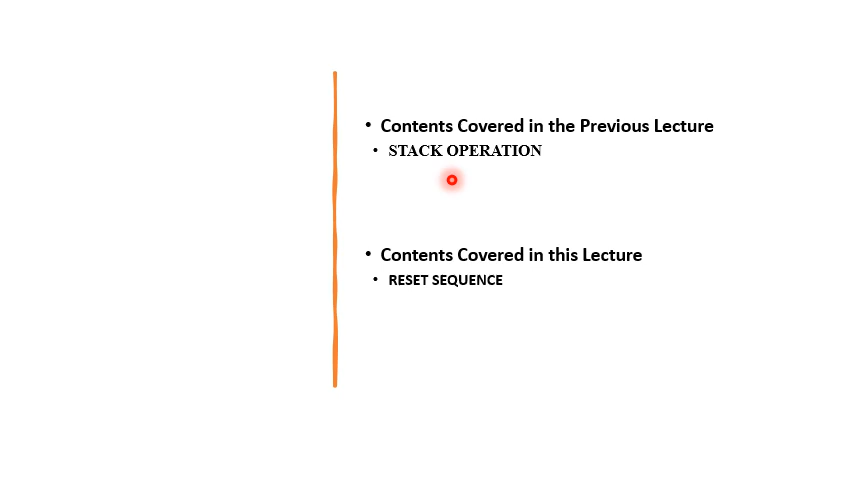 • Contents Covered in the Previous Lecture
• STACK OPERATION
• Contents Covered in this Lecture
• RESET SEQUENCE